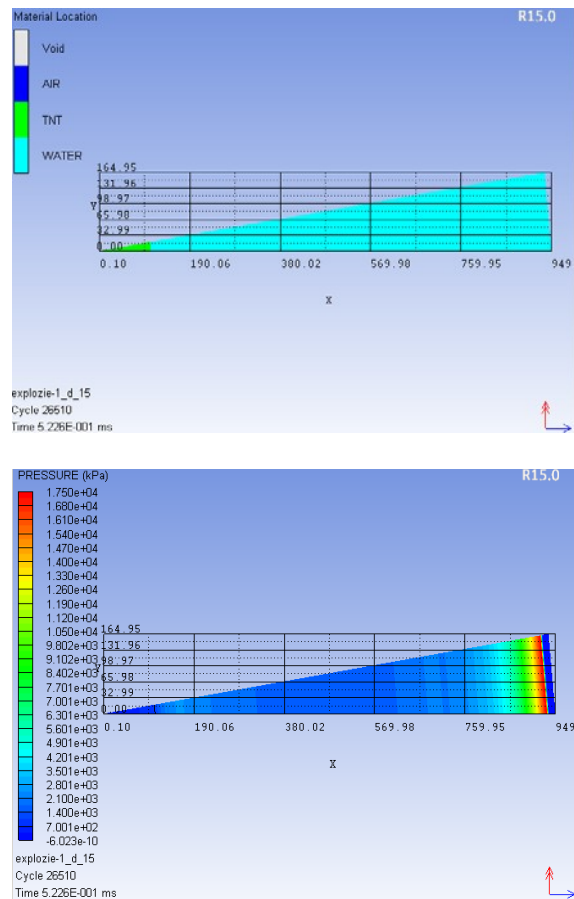 Material Location
R15.0
Void
AIR
TNT
WATER
164.95
131.96
98.97
Y
65.98
32.99
0.00
0.10 190.06 380.02 569.98 759.95 949
X
explozie-1_d_15
Cycle 26510
Time 5.226E-001 ms
PRESSURE (kPa)
R15.0
1.750e+04
1.680e+04
1.610e+04
1.540e+04
1.470e+04
1.400e+04
1.330e+04
1.260e+04
1.190e+04
1.120e+04
1.050e+04
9.802e+03
9.102e+03
8.402e+03
7.701e+03
7.001e+03
6.301e+03
5.601e+03
4.901e+03
4.201e+03
3.501e+03
2.801e+03
2.100e+03
1.400e+03
7.001e+02
-6.023e-10
164.95
131.96
98.97
65.98
32.99
0.00
0.10 190.06 380.02 569.98 759.95 949
X
explozie-1_d_15
Cycle 26510
Time 5.226E-001 ms